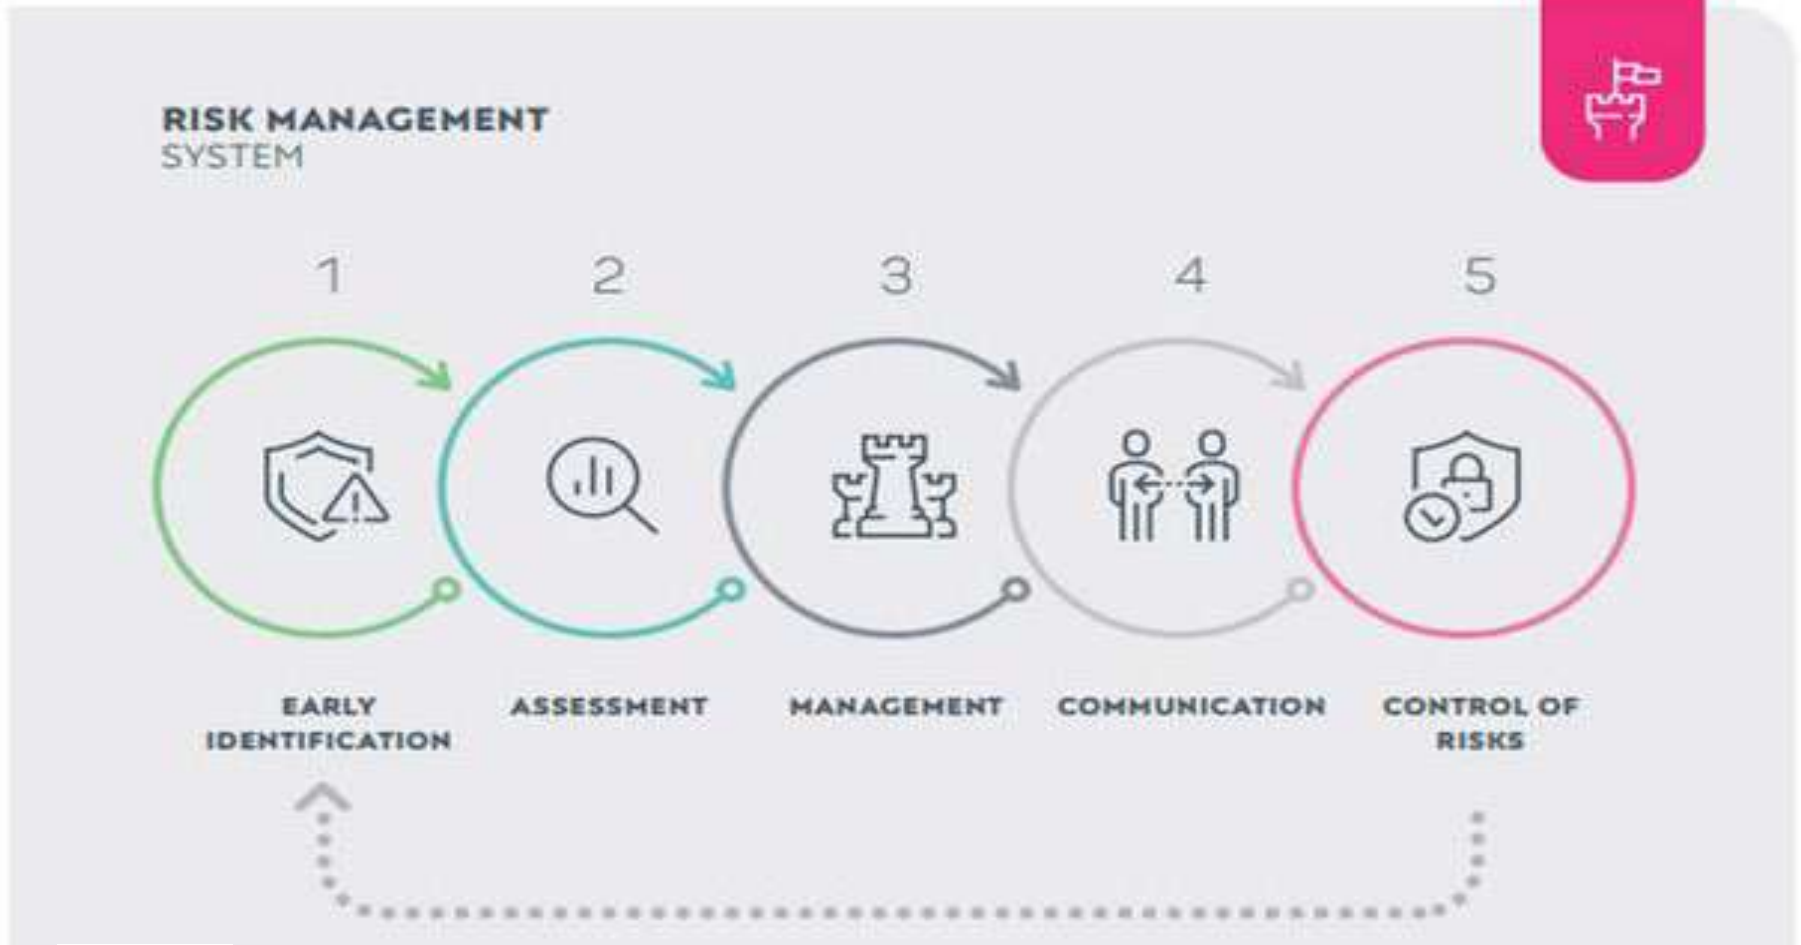 RISK MANAGEMENT
SYSTEM
1
2
3
4
5
EARLY
IDENTIFICATION
ASSESSMENT
MANAGEMENT
COMMUNICATION
CONTROL OF
RISKS